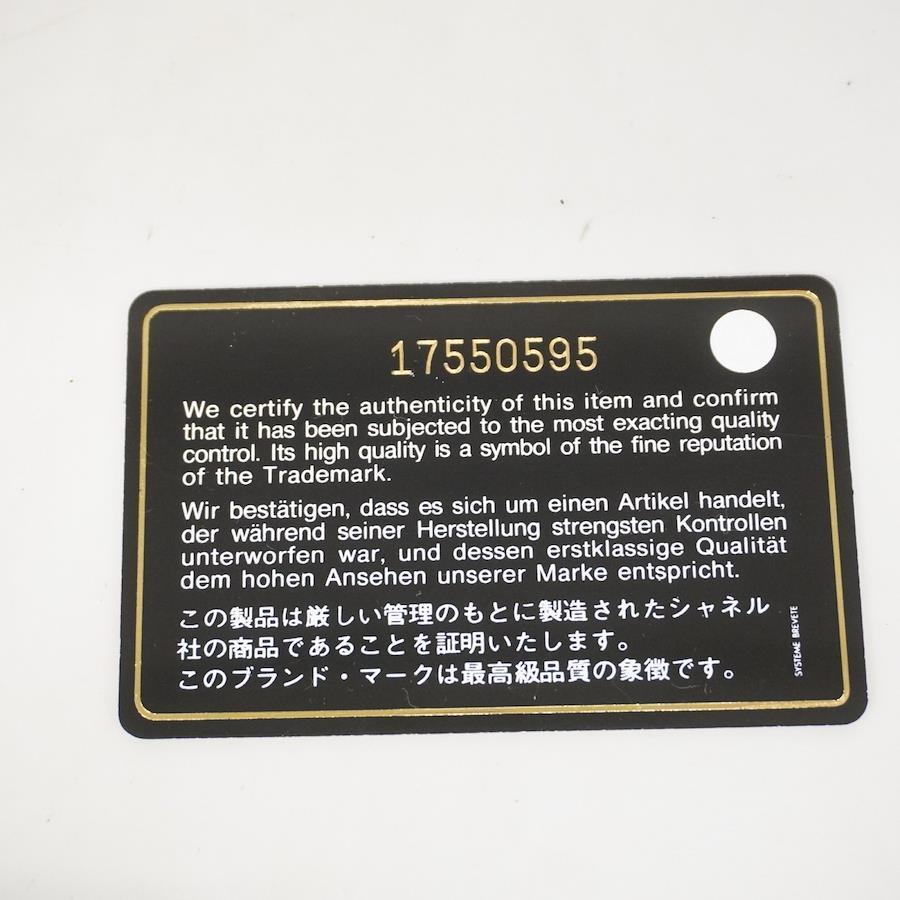 17550595
We certify the authenticity of this item and confirm
that it has been subjected to the most exacting quality
control. Its high quality is a symbol of the fine reputation
of the Trademark.
Wir bestätigen, dass es sich um einen Artikel handelt,
der während seiner Herstellung strengsten Kontrollen
unterworfen war, und dessen erstklassige Qualität
dem hohen Ansehen unserer Marke entspricht.
この製品は厳しい管理のもとに製造されたシャネル
社の商品であることを証明いたします。
このブランド・マークは最高級品質の象徴です。
SYSTEME BREVETE